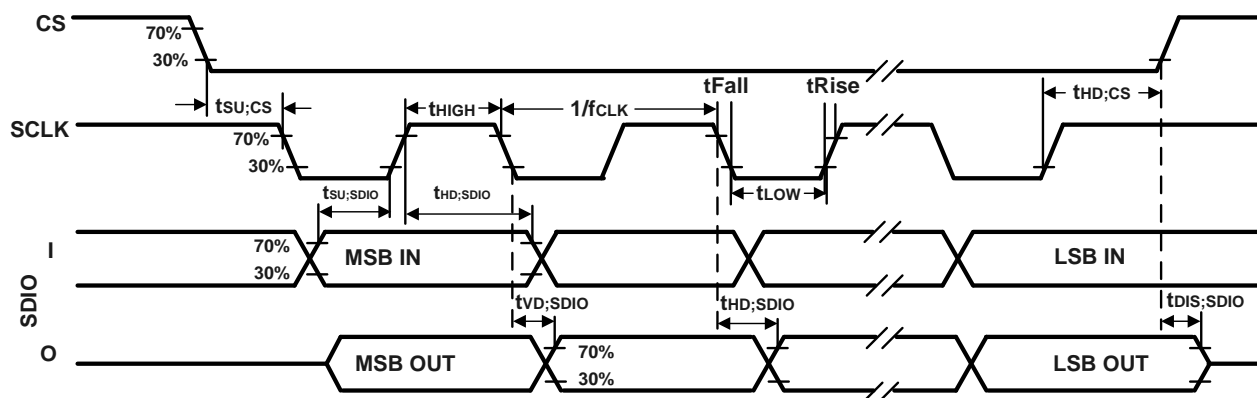 CS
70%
30%
tSU;CS
tHIGH
1/fCLK
tFall
tRise
tHD;CS
SCLK
70%
30%
tSU;SDIO
tHD;SDIO
tLOW
SDIO
I
70%
30%
MSB IN
LSB IN
tVD;SDIO
tHD;SDIO
tDIS;SDIO
O
MSB OUT
70%
30%
LSB OUT